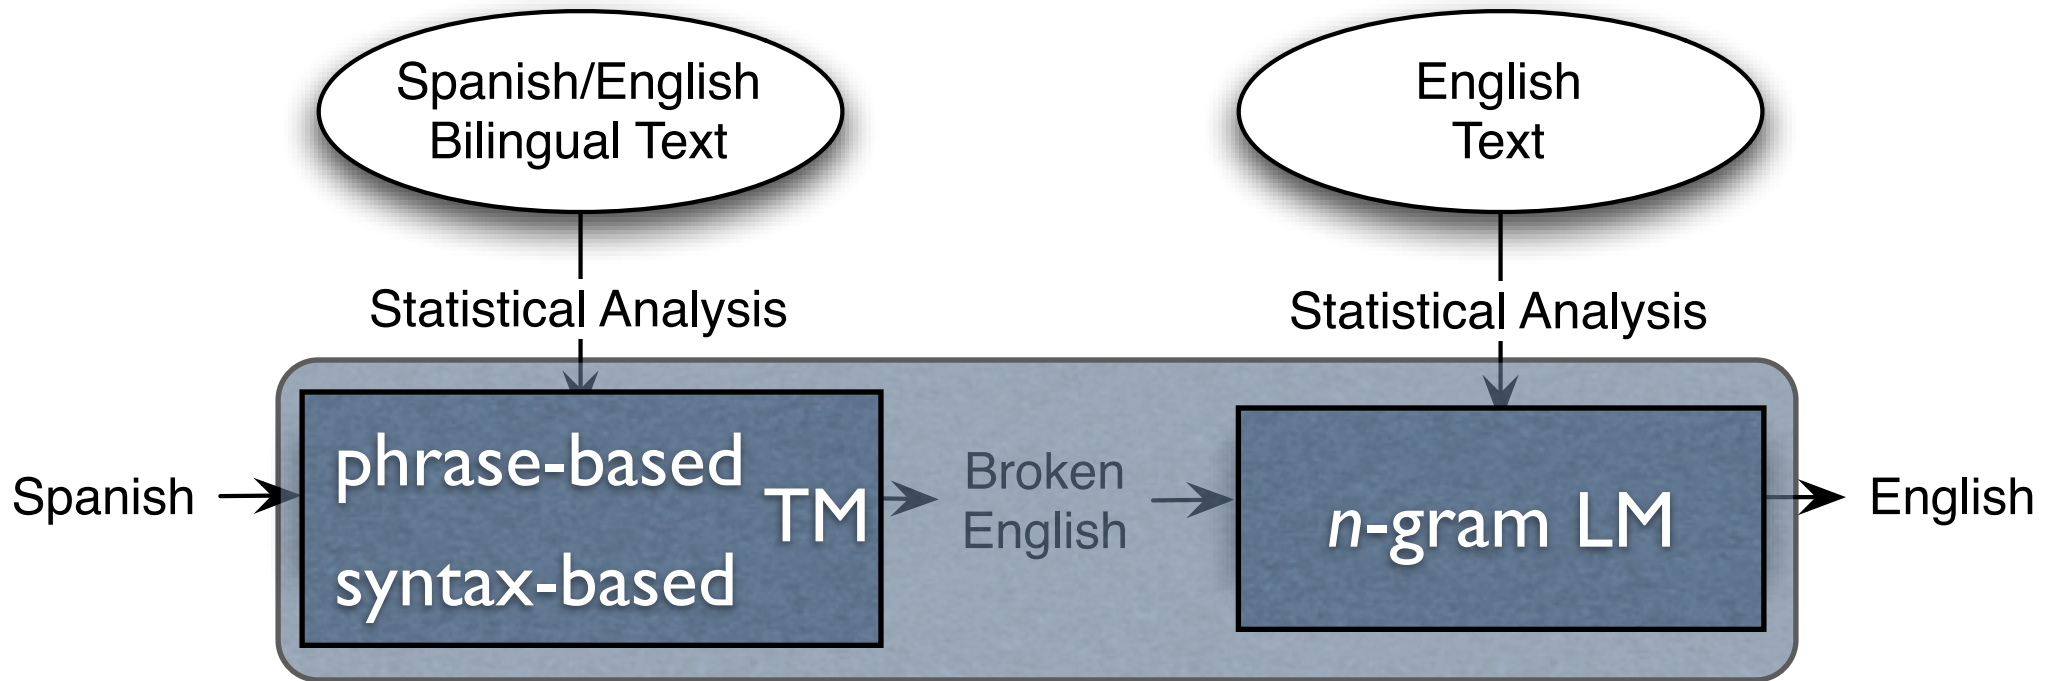 Spanish/English
Bilingual Text
English
Text
Statistical Analysis
Statistical Analysis
Spanish
phrase-based
syntax-based
TM
Broken
English
n-gram LM
English